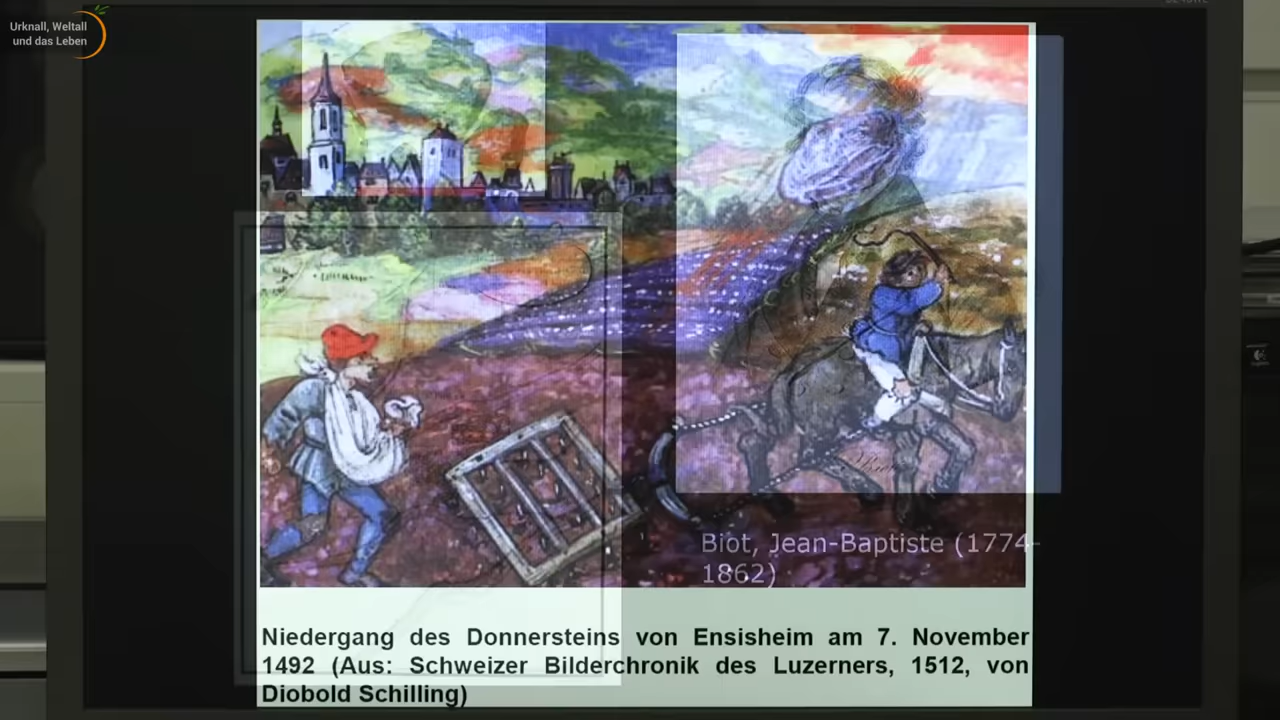 Urknall, Weltall
und das Leben
Biot, Jean-Baptiste (1774-
1862)
Niedergang des Donnersteins von Ensisheim am 7. November
1492 (Aus: Schweizer Bilderchronik des Luzerners, 1512, von
Diobold Schilling)